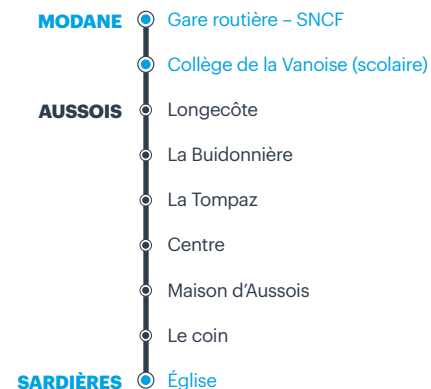 MODANE Gare routière – SNCF
Collège de la Vanoise (scolaire)
AUSSOIS Longecôte
La Buidonnière
La Tompaz
Centre
Maison d'Aussois
Le coin
SARDIÈRES Église